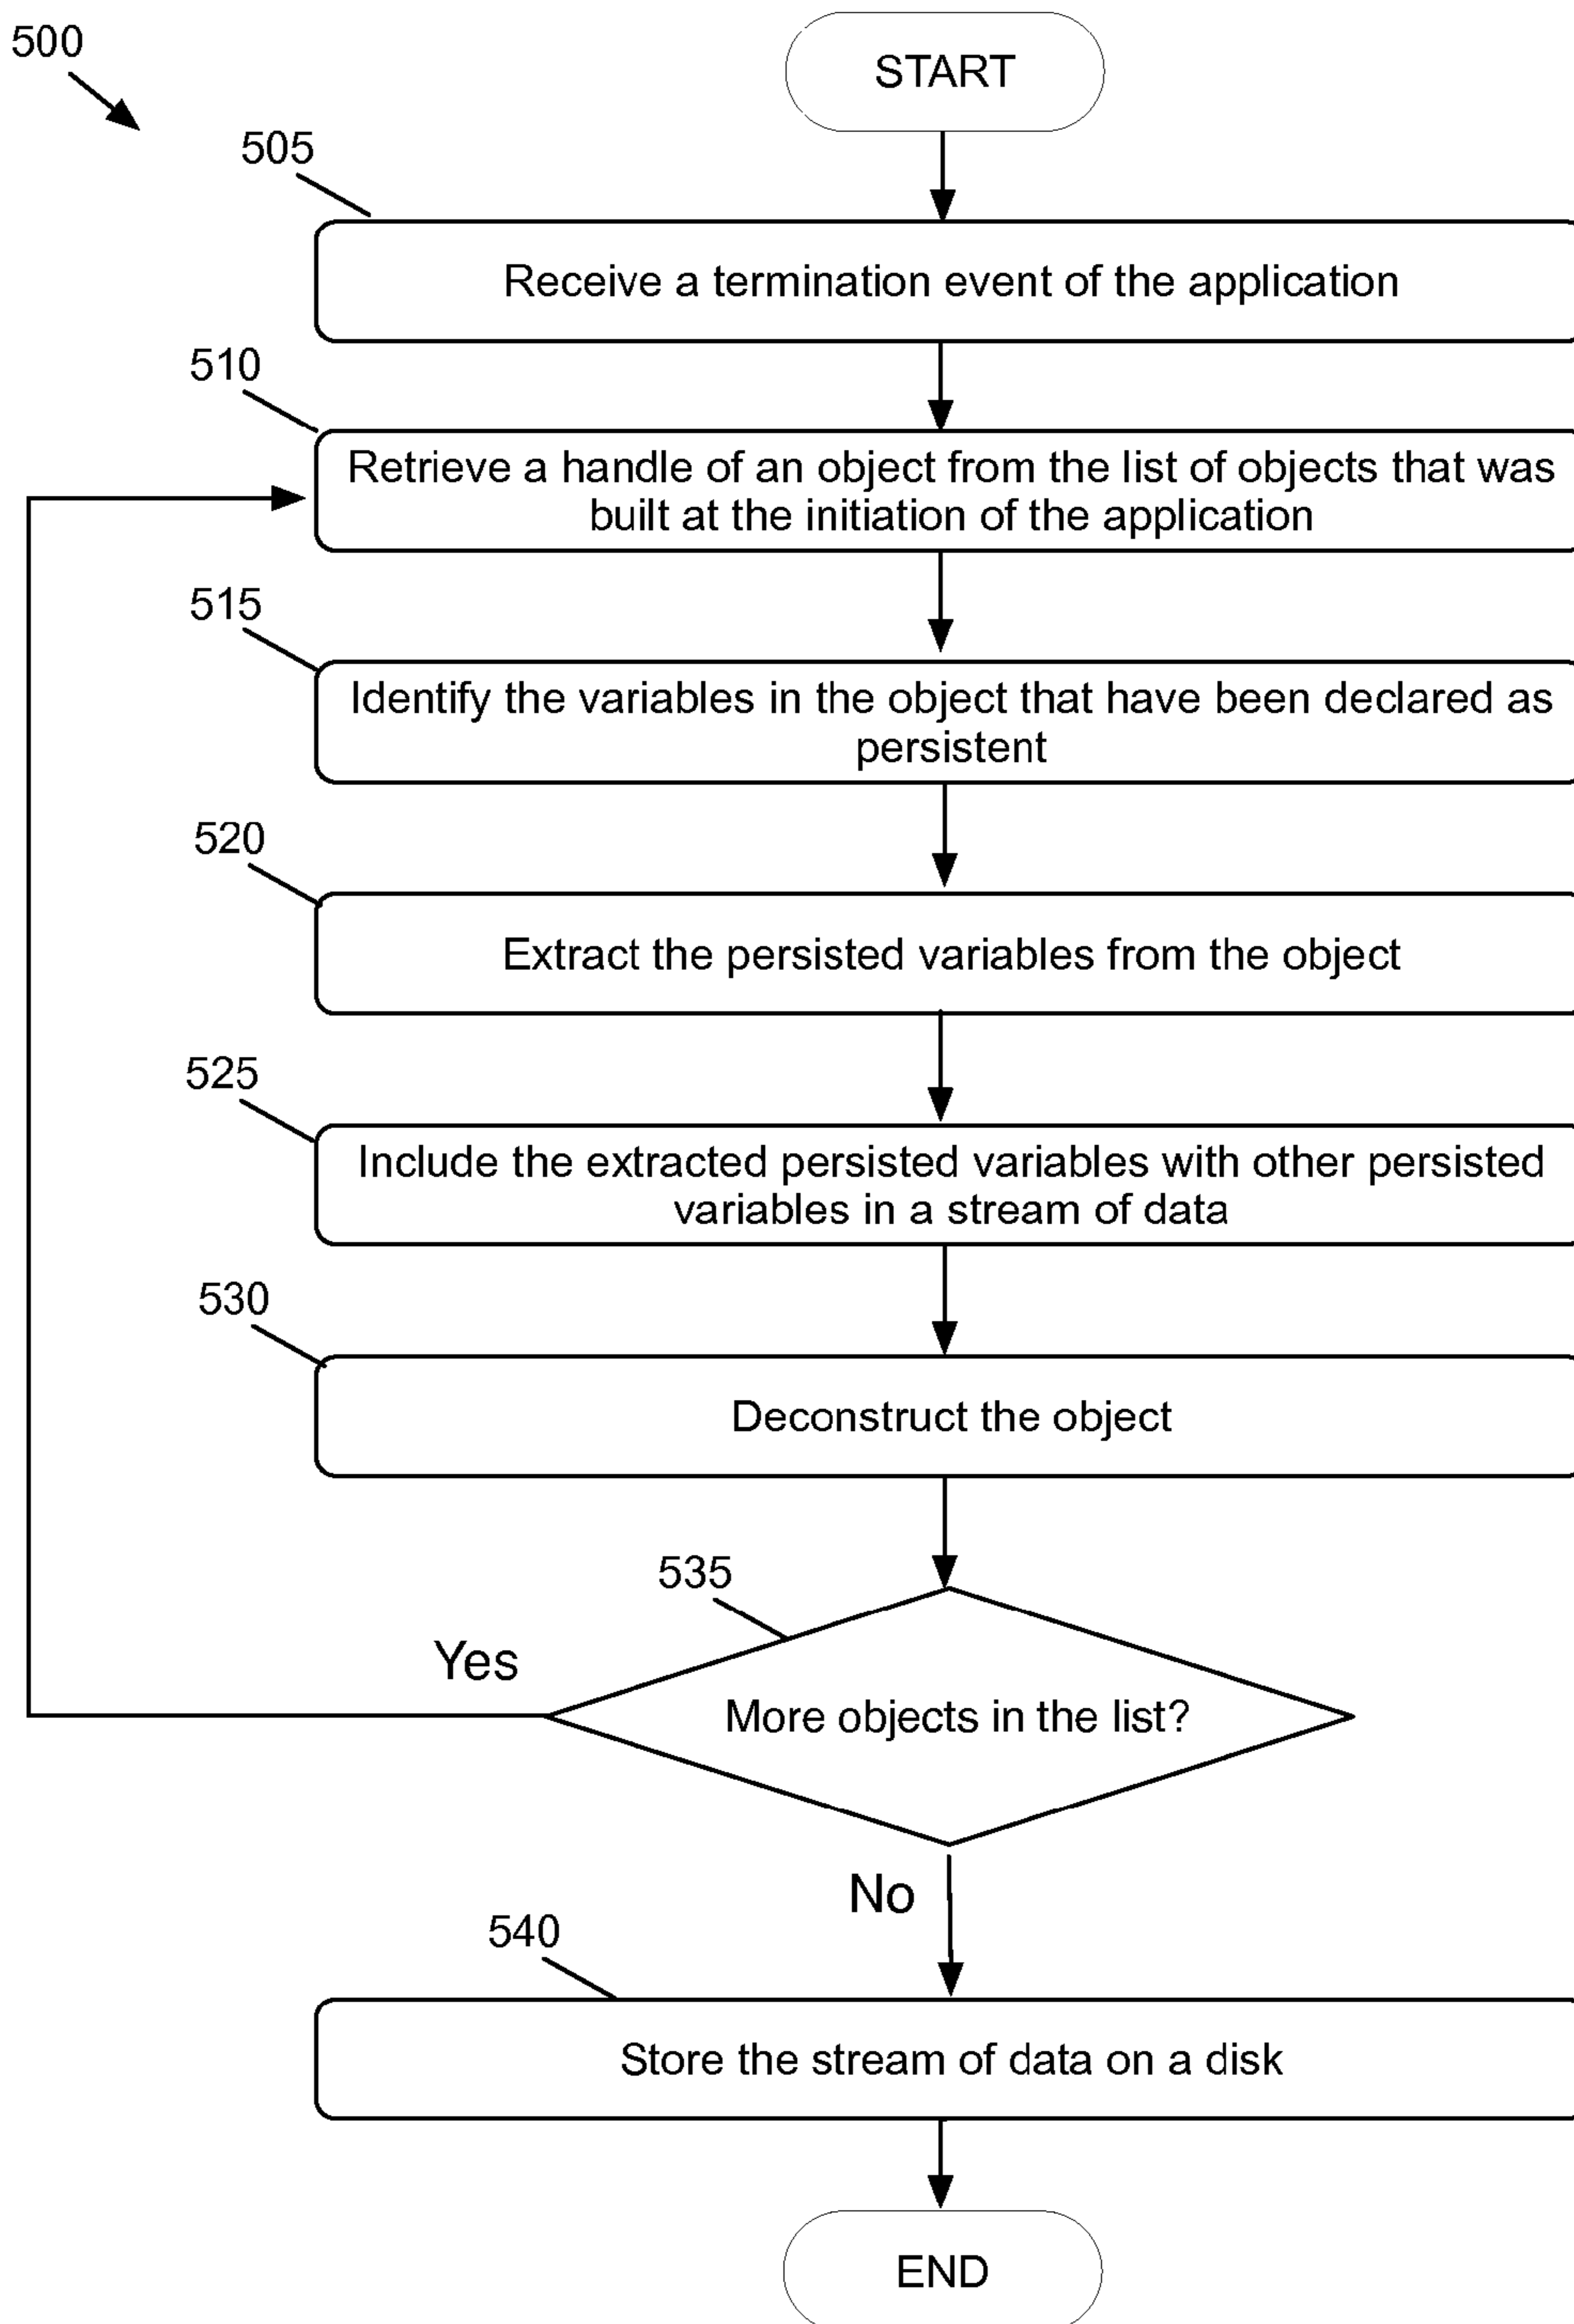 500
START
505
Receive a termination event of the application
510
Retrieve a handle of an object from the list of objects that was
built at the initiation of the application
515
Identify the variables in the object that have been declared as
persistent
520
Extract the persisted variables from the object
525
Include the extracted persisted variables with other persisted
variables in a stream of data
530
Deconstruct the object
535
Yes
More objects in the list?
No
540
Store the stream of data on a disk
END